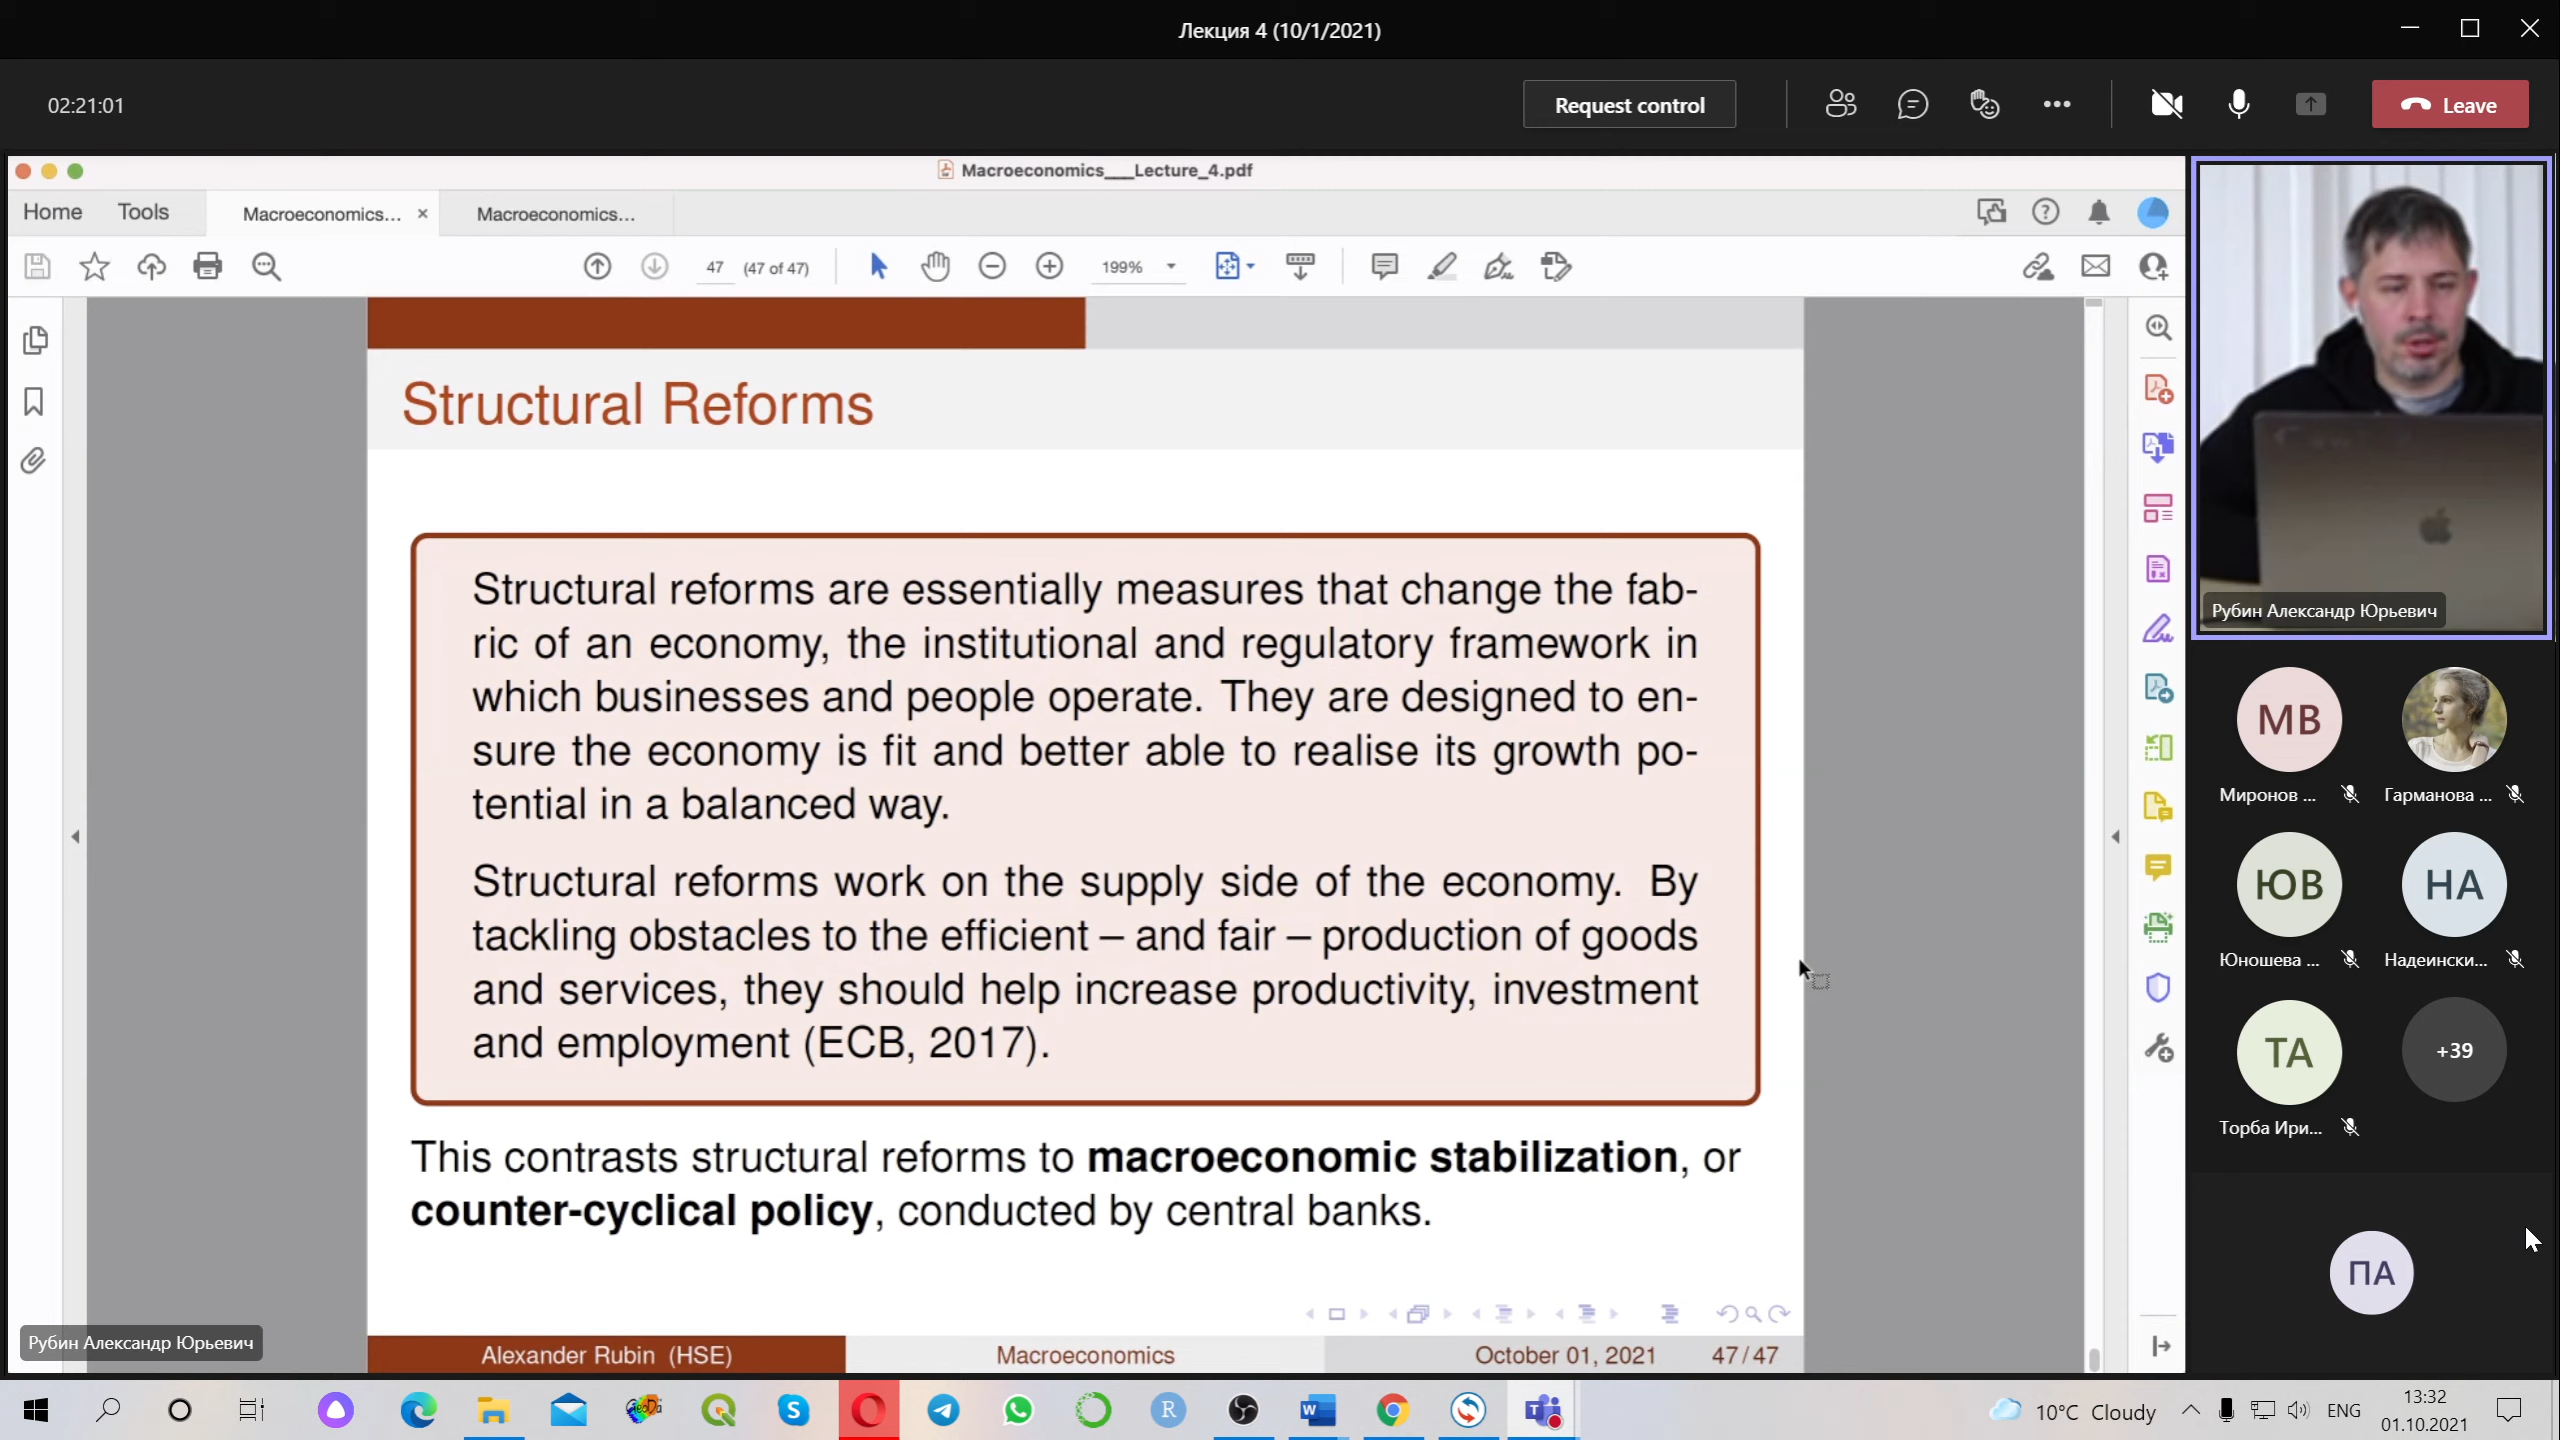 Лекция 4 (10/1/2021)
02:21:01
Request control
Leave
Macroeconomics___Lecture_4.pdf
Home
Tools
Macroeconomics...
Macroeconomics...
47
(47 of 47)
199%
Structural Reforms
Structural reforms are essentially measures that change the fab-
ric of an economy, the institutional and regulatory framework in
which businesses and people operate. They are designed to en-
sure the economy is fit and better able to realise its growth po-
tential in a balanced way.
Structural reforms work on the supply side of the economy. By
tackling obstacles to the efficient – and fair – production of goods
and services, they should help increase productivity, investment
and employment (ECB, 2017).
This contrasts structural reforms to macroeconomic stabilization, or
counter-cyclical policy, conducted by central banks.
Рубин Александр Юрьевич
Alexander Rubin (HSE)
Macroeconomics
October 01, 2021
47/47
Рубин Александр Юрьевич
МВ
Миронов ...
Гарманова ...
ЮВ
НА
Юношева ...
Надеински...
ТА
+39
Торба Ири...
ПА
GeoDa
R
W
T
10°C Cloudy
ENG
13:32
01.10.2021